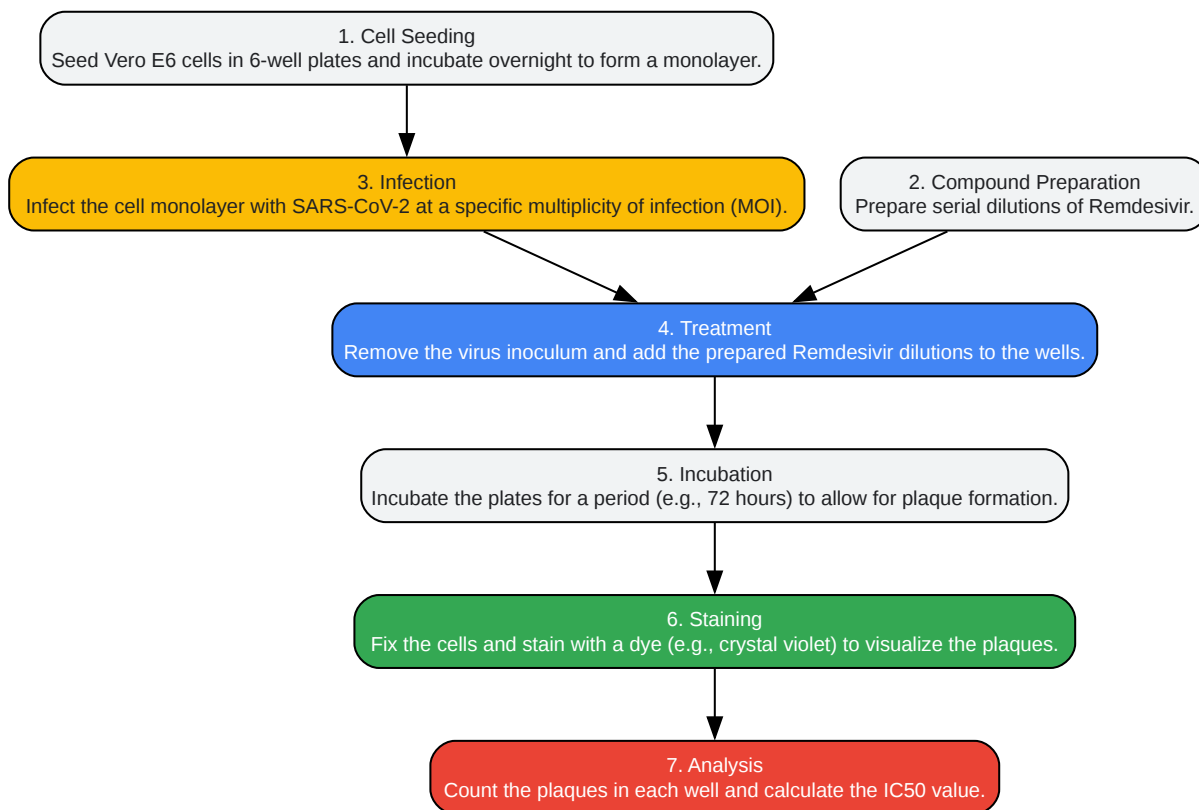 1. Cell Seeding
Seed Vero E6 cells in 6-well plates and incubate overnight to form a monolayer.
3. Infection
Infect the cell monolayer with SARS-CoV-2 at a specific multiplicity of infection (MOI).
2. Compound Preparation
Prepare serial dilutions of Remdesivir.
4. Treatment
Remove the virus inoculum and add the prepared Remdesivir dilutions to the wells.
5. Incubation
Incubate the plates for a period (e.g., 72 hours) to allow for plaque formation.
6. Staining
Fix the cells and stain with a dye (e.g., crystal violet) to visualize the plaques.
7. Analysis
Count the plaques in each well and calculate the IC50 value.